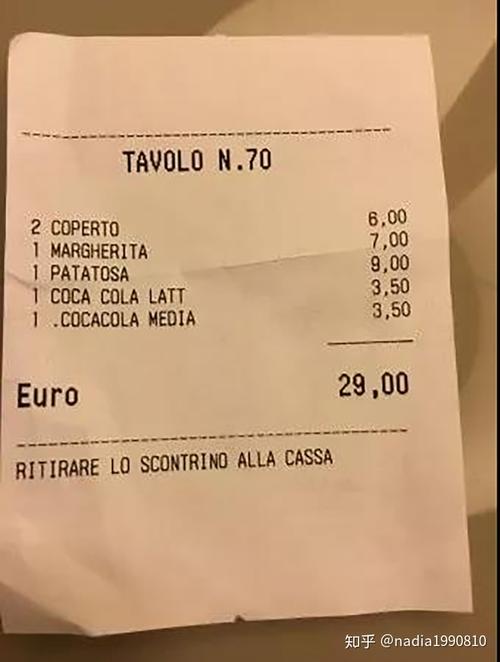 TAVOLO N.70
2 COPERTO 6,00
1 MARGHERITA 7,00
1 PATATOSA 9,00
1 COCA COLA LATT 3,50
1 .COCACOLA MEDIA 3,50
Euro 29,00
RITIRARE LO SCONTRINO ALLA CASSA
知乎 @nadia1990810